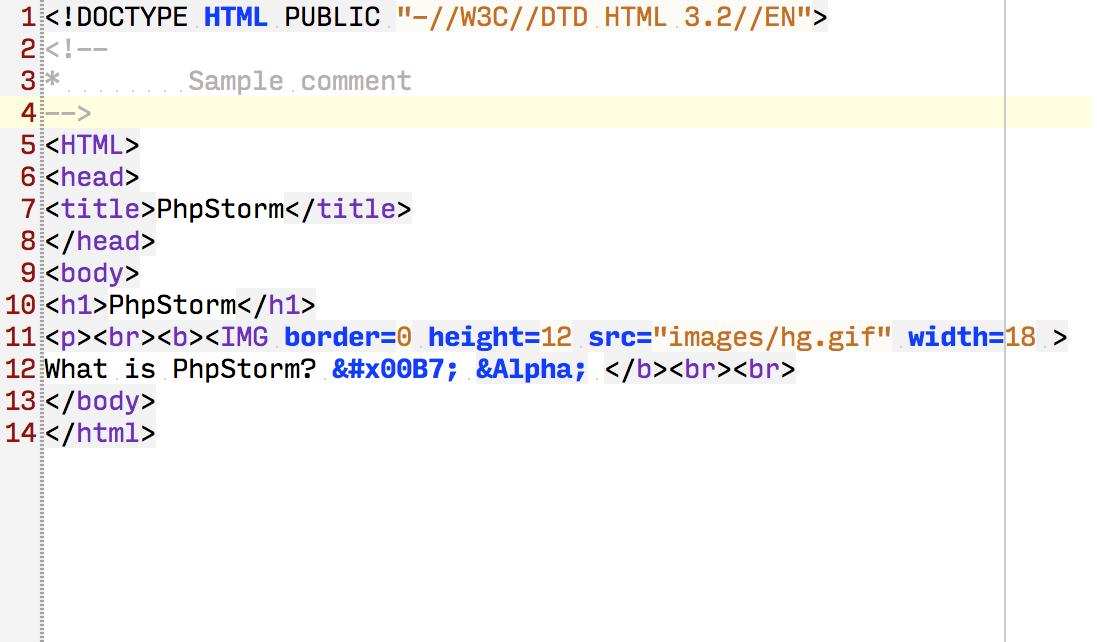 1 <!DOCTYPE HTML PUBLIC "-//W3C//DTD HTML 3.2//EN">
2 <!--
3 *        Sample comment
4 -->
5 <HTML>
6 <head>
7 <title>PhpStorm</title>
8 </head>
9 <body>
10 <h1>PhpStorm</h1>
11 <p><br><b><IMG border=0 height=12 src="images/hg.gif" width=18 >
12 What is PhpStorm? &#x00B7; &Alpha; </b><br><br>
13 </body>
14 </html>